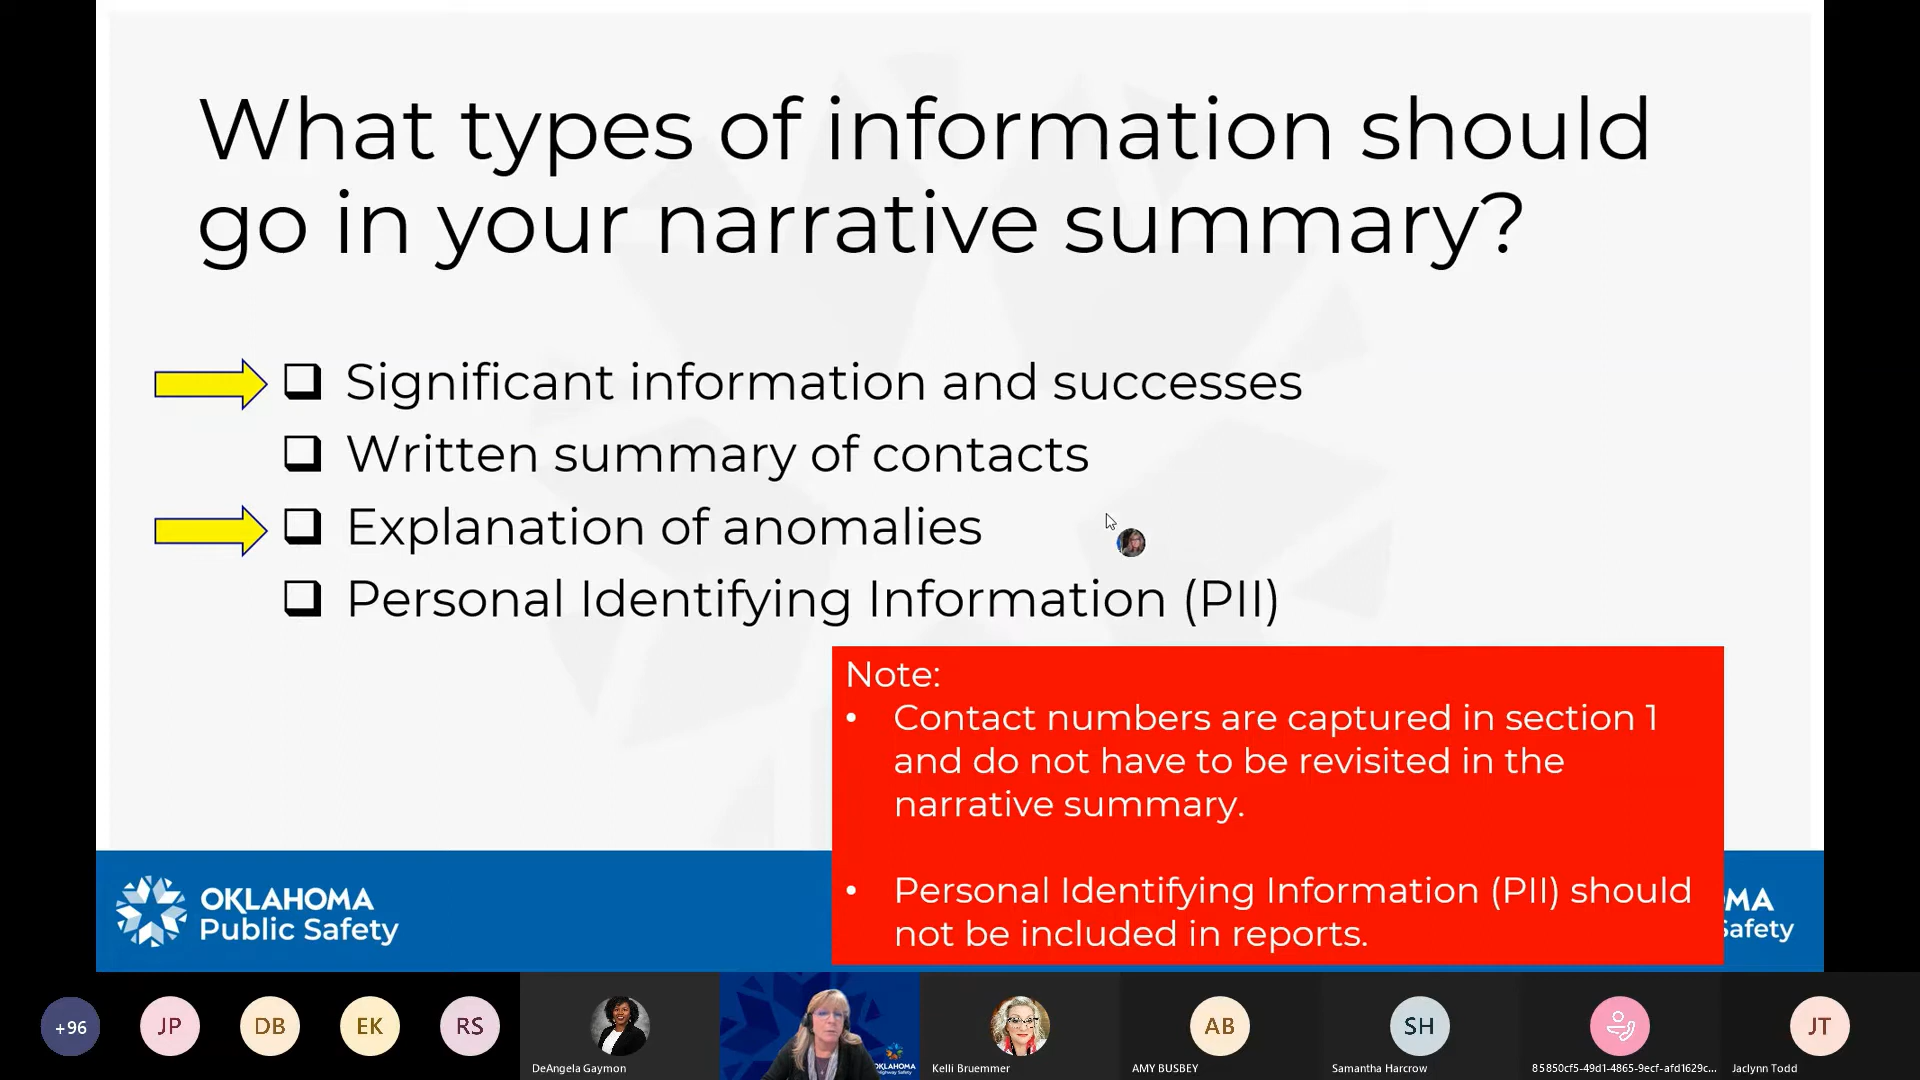 What types of information should
go in your narrative summary?
❑ Significant information and successes
❑ Written summary of contacts
❑ Explanation of anomalies
❑ Personal Identifying Information (PII)
Note:
• Contact numbers are captured in section 1
and do not have to be revisited in the
narrative summary.
• Personal Identifying Information (PII) should
not be included in reports.
OKLAHOMA
Public Safety
MA
Safety
+96
JP
DB
EK
RS
DeAngela Gaymon
OKLAHOMA
Highway Safety
Kelli Bruemmer
AB
AMY BUSBEY
SH
Samantha Harcrow
85850cf5-49d1-4865-9ecf-afd1629c...
JT
Jaclynn Todd